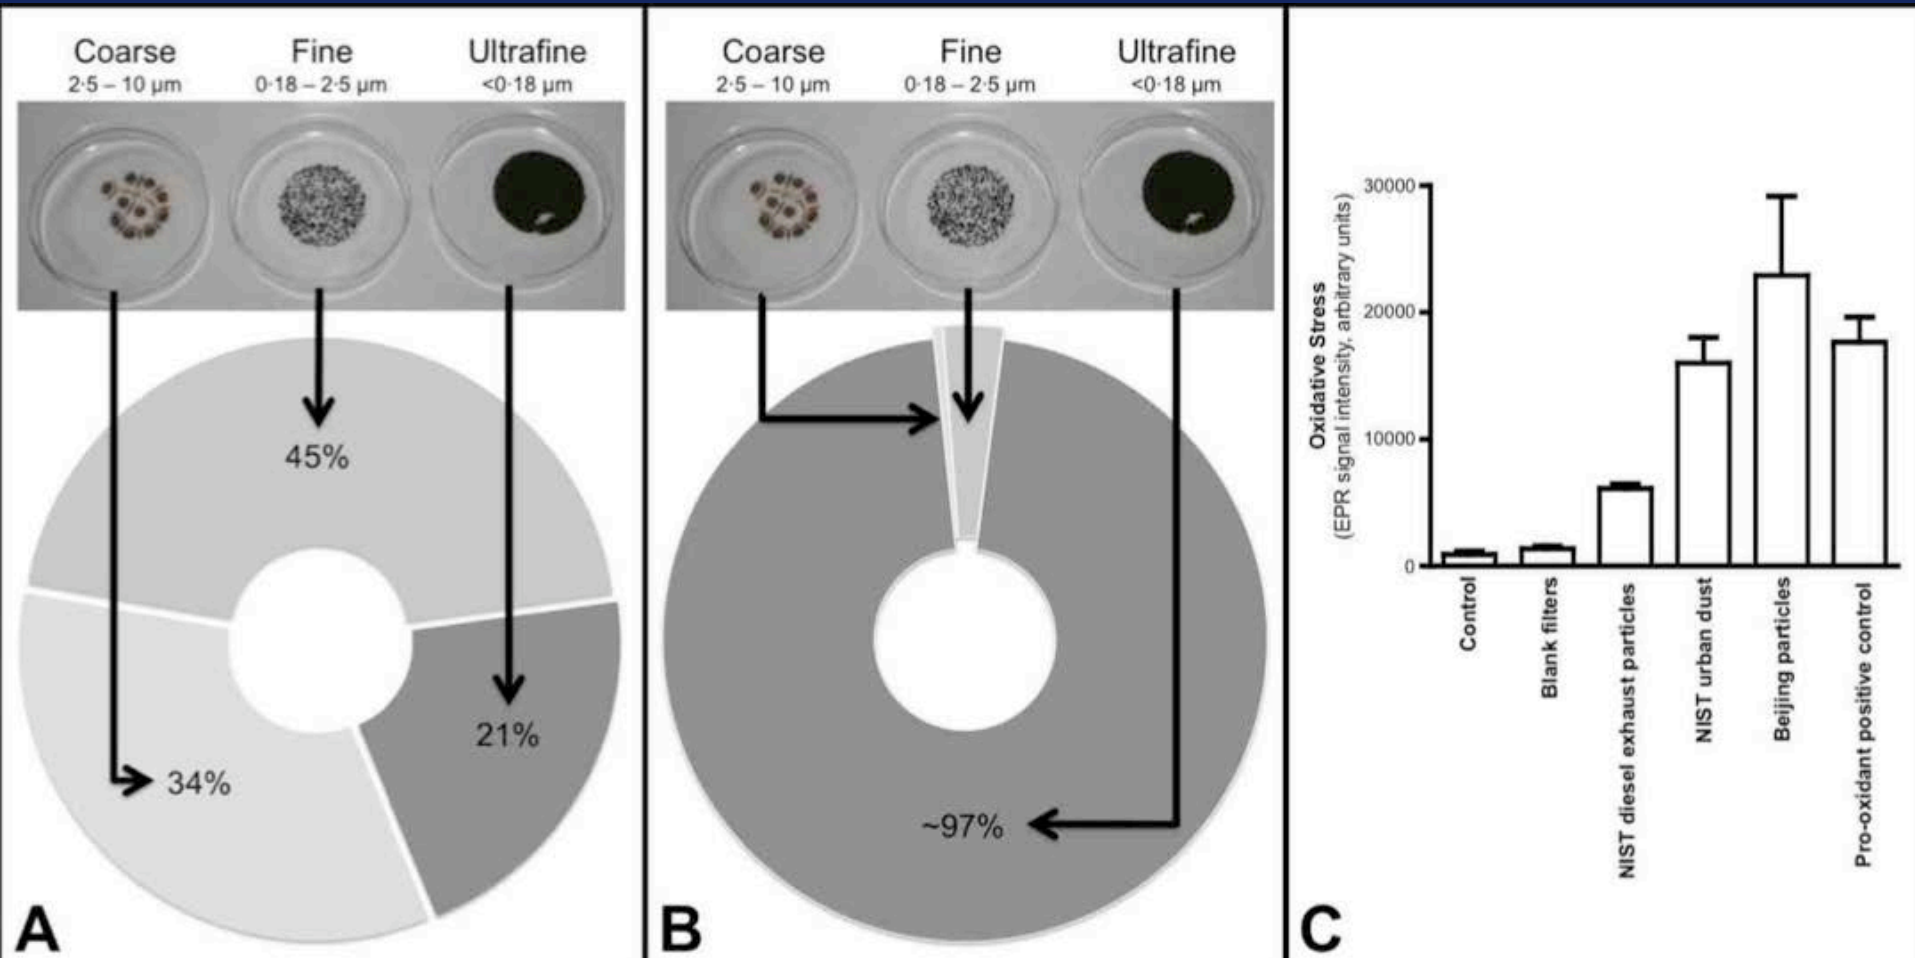 Coarse
2·5 – 10 µm
Fine
0·18 – 2·5 µm
Ultrafine
<0·18 µm
45%
21%
34%
A
Coarse
2·5 – 10 µm
Fine
0·18 – 2·5 µm
Ultrafine
<0·18 µm
~97%
B
Oxidative Stress
(EPR signal intensity, arbitrary units)
30000
20000
10000
0
Control
Blank filters
NIST diesel exhaust particles
NIST urban dust
Beijing particles
Pro-oxidant positive control
C